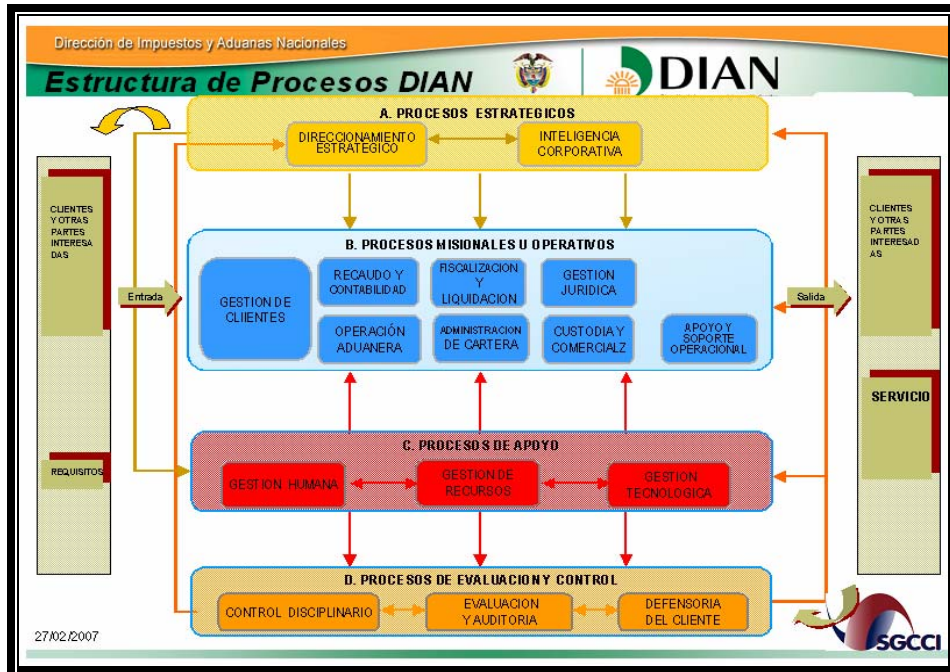 Dirección de Impuestos y Aduanas Nacionales
Estructura de Procesos DIAN
DIAN
A. PROCESOS ESTRATEGICOS
DIRECCIONAMIENTO
ESTRATEGICO
INTELIGENCIA
CORPORATIVA
CLIENTES
Y OTRAS
PARTES
INTERESA
DAS
REQUISITOS
Entrada
B. PROCESOS MISIONALES U OPERATIVOS
GESTION DE
CLIIENTES
RECAUDO Y
CONTABILIDAD
FISCALIZACION
Y
LIQUIDACION
GESTION
JURIDICA
OPERACIÓN
ADUANERA
ADMINISTRACION
DE CARTERA
CUSTODIA Y
COMERCIALZ
APOYO Y
SOPORTE
OPERACIONAL
Salida
CLIENTES
Y OTRAS
PARTES
INTERESAD
AS
SERVICIO
C. PROCESOS DE APOYO
GESTION HUMANA
GESTION DE
RECURSOS
GESTION
TECNOLOGICA
D. PROCESOS DE EVALUACION Y CONTROL
CONTROL DISCIPLINARIO
EVALUACION
Y AUDITORIA
DEFENSORIA
DEL CLIENTE
27/02/2007
SGCCI